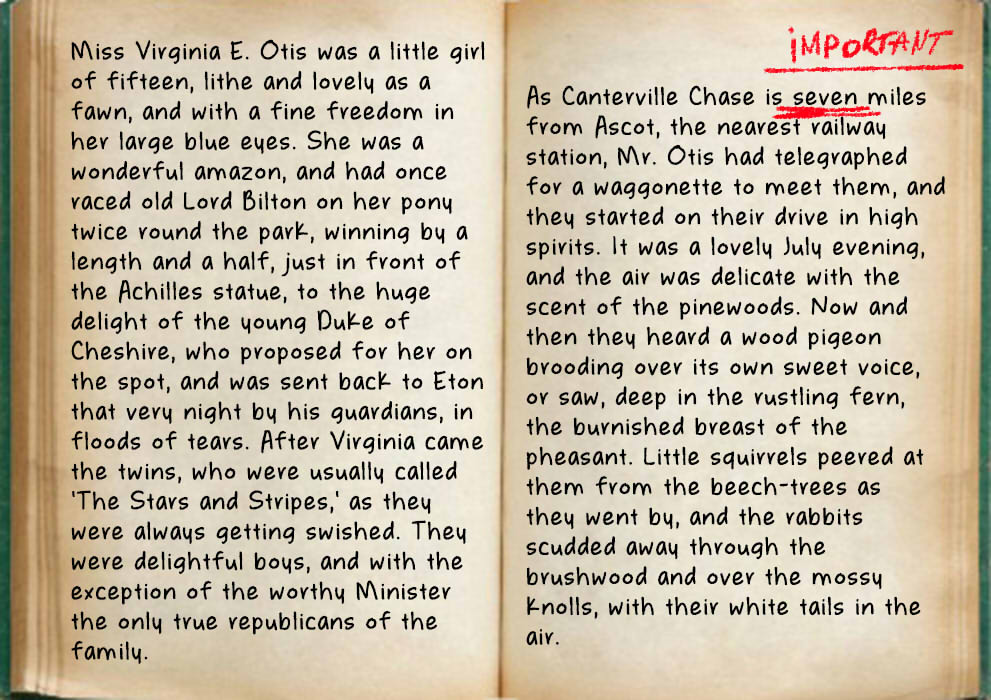 Miss Virginia E. Otis was a little girl
of fifteen, lithe and lovely as a
fawn, and with a fine freedom in
her large blue eyes. She was a
wonderful amazon, and had once
raced old Lord Bilton on her pony
twice round the park, winning by a
length and a half, just in front of
the Achilles statue, to the huge
delight of the young Duke of
Cheshire, who proposed for her on
the spot, and was sent back to Eton
that very night by his guardians, in
floods of tears. After Virginia came
the twins, who were usually called
'The Stars and Stripes,' as they
were always getting swished. They
were delightful boys, and with the
exception of the worthy Minister
the only true republicans of the
family.
IMPORTANT
As Canterville Chase is seven miles
from Ascot, the nearest railway
station, Mr. Otis had telegraphed
for a waggonette to meet them, and
they started on their drive in high
spirits. It was a lovely July evening,
and the air was delicate with the
scent of the pinewoods. Now and
then they heard a wood pigeon
brooding over its own sweet voice,
or saw, deep in the rustling fern,
the burnished breast of the
pheasant. Little squirrels peered at
them from the beech-trees as
they went by, and the rabbits
scudded away through the
brushwood and over the mossy
knolls, with their white tails in the
air.